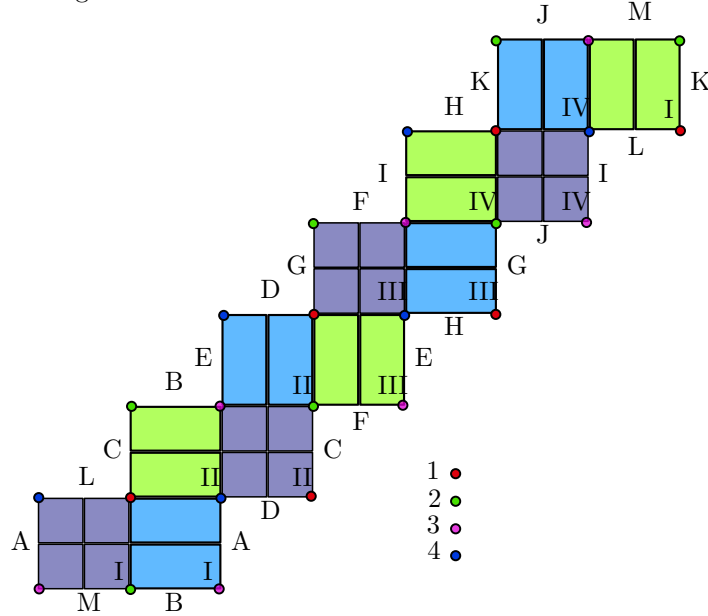 J M
K K
H IV I
L
I I
F IV IV
J
G G
D III III
H
E E
B II III
F
C C
L II II
1
D
2
A A
3
4
I I
M B